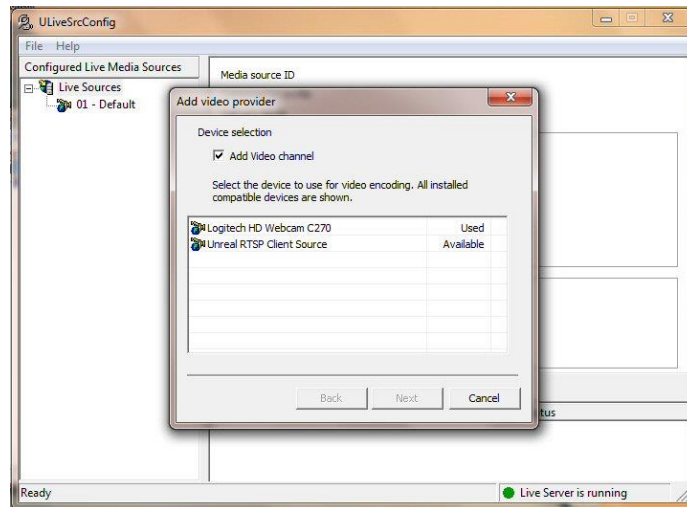 ULiveSrcConfig
File Help
Configured Live Media Sources
Live Sources
01 - Default
Media source ID
Add video provider
Device selection
Add Video channel
Select the device to use for video encoding. All installed
compatible devices are shown.
Logitech HD Webcam C270 Used
Unreal RTSP Client Source Available
Back Next Cancel
tus
Ready
Live Server is running